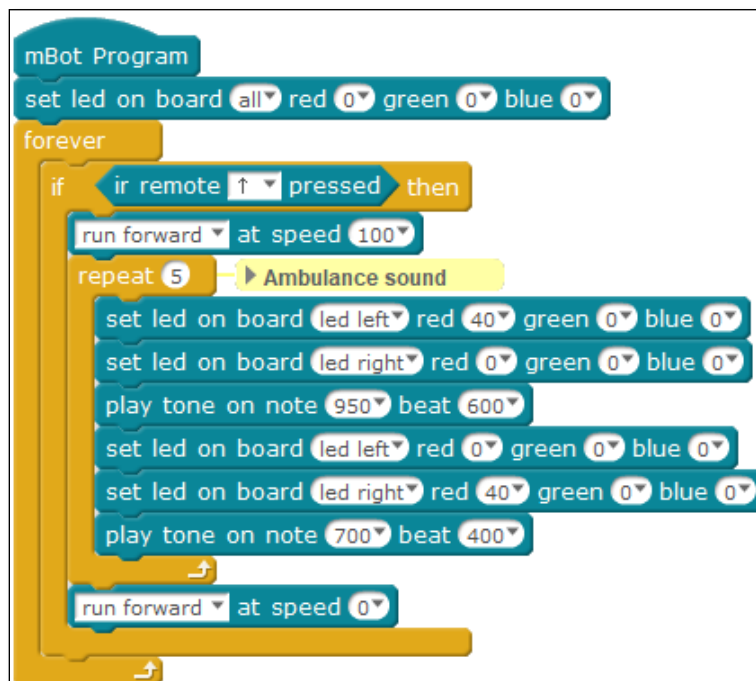 mBot Program
set led on board all red 0 green 0 blue 0
forever
if ir remote ↑ pressed then
run forward at speed 100
repeat 5 Ambulance sound
set led on board led left red 40 green 0 blue 0
set led on board led right red 0 green 0 blue 0
play tone on note 950 beat 600
set led on board led left red 0 green 0 blue 0
set led on board led right red 40 green 0 blue 0
play tone on note 700 beat 400
run forward at speed 0